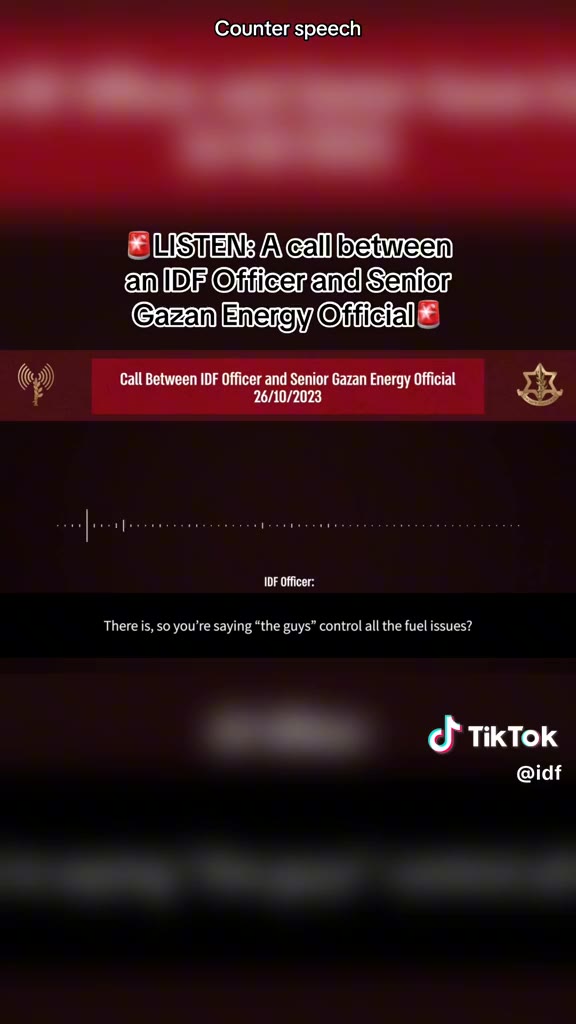 Counter speech
🚨LISTEN: A call between
an IDF Officer and Senior
Gazan Energy Official🚨
Call Between IDF Officer and Senior Gazan Energy Official
26/10/2023
IDF Officer:
There is, so you're saying “the guys” control all the fuel issues?
TikTok
@idf